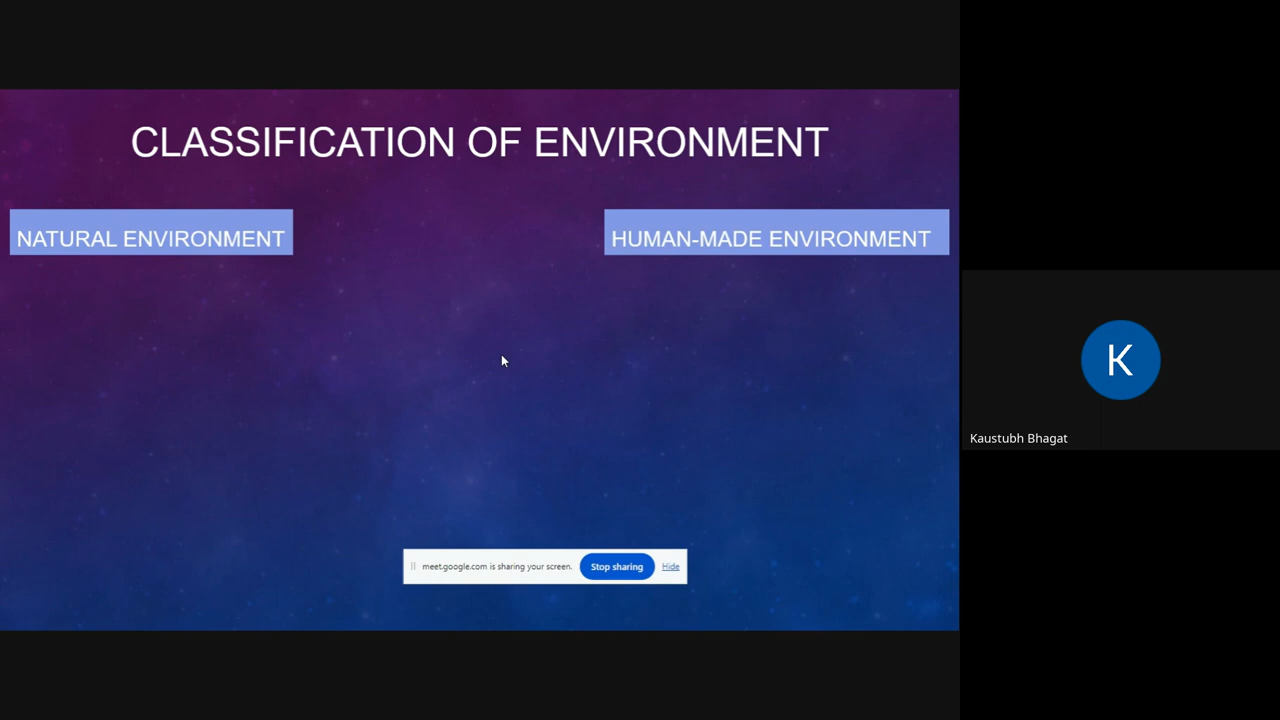 CLASSIFICATION OF ENVIRONMENT
NATURAL ENVIRONMENT
HUMAN-MADE ENVIRONMENT
K
Kaustubh Bhagat
meet.google.com is sharing your screen.
Stop sharing
Hide